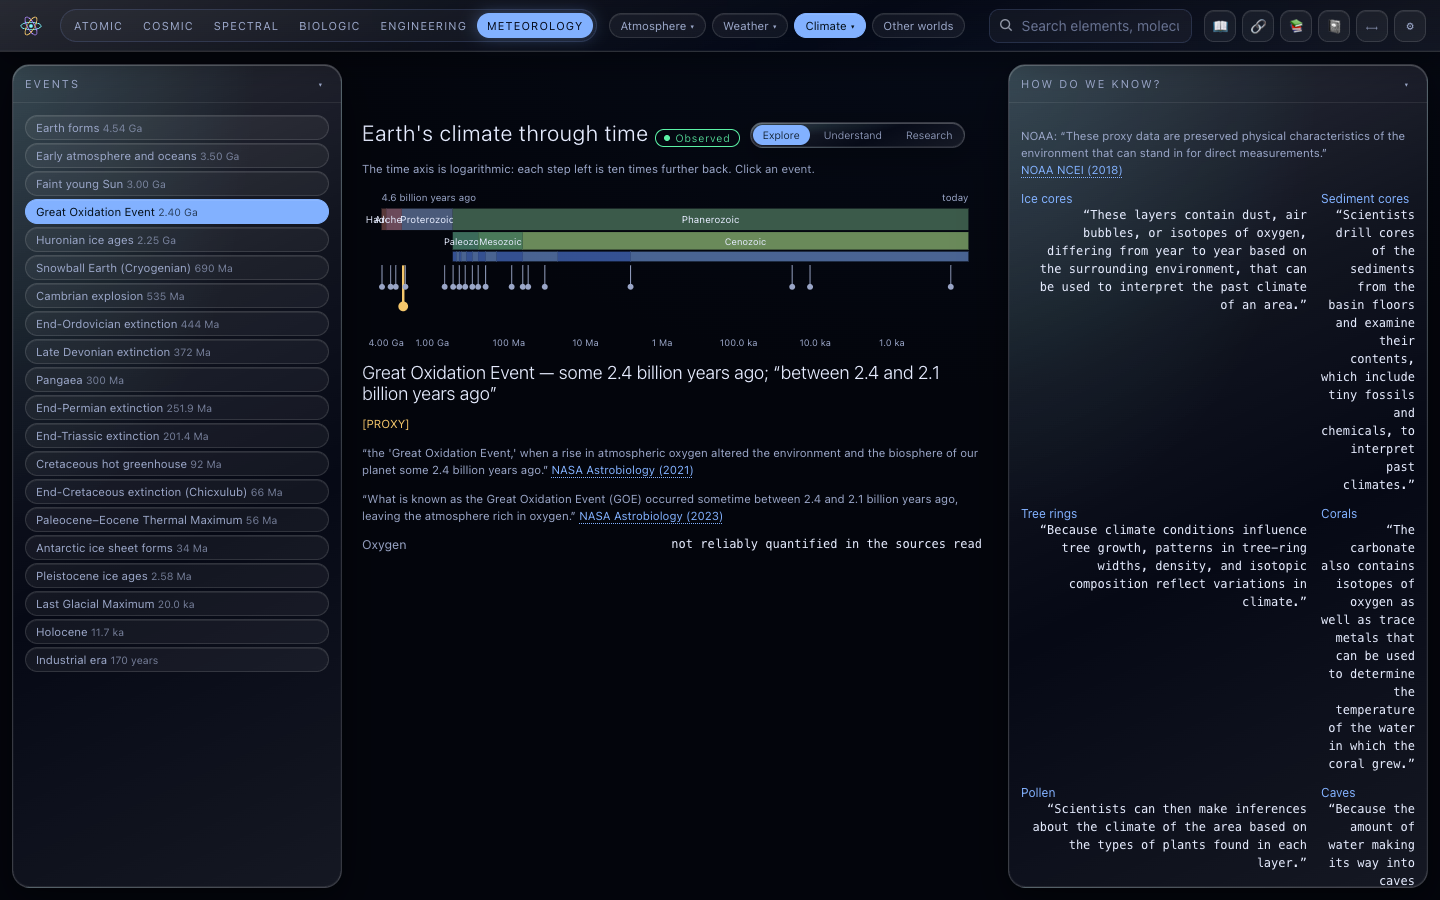 ATOMIC COSMIC SPECTRAL BIOLOGIC ENGINEERING METEOROLOGY Atmosphere Weather Climate Other worlds Search elements, molecu
EVENTS
Earth forms 4.54 Ga
Early atmosphere and oceans 3.50 Ga
Faint young Sun 3.00 Ga
Great Oxidation Event 2.40 Ga
Huronian ice ages 2.25 Ga
Snowball Earth (Cryogenian) 690 Ma
Cambrian explosion 535 Ma
End-Ordovician extinction 444 Ma
Late Devonian extinction 372 Ma
Pangaea 300 Ma
End-Permian extinction 251.9 Ma
End-Triassic extinction 201.4 Ma
Cretaceous hot greenhouse 92 Ma
End-Cretaceous extinction (Chicxulub) 66 Ma
Paleocene–Eocene Thermal Maximum 56 Ma
Antarctic ice sheet forms 34 Ma
Pleistocene ice ages 2.58 Ma
Last Glacial Maximum 20.0 ka
Holocene 11.7 ka
Industrial era 170 years
Earth's climate through time Observed Explore Understand Research
The time axis is logarithmic: each step left is ten times further back. Click an event.
4.6 billion years ago today
Proterozoic Phanerozoic
Mesozoic Cenozoic
4.00 Ga 1.00 Ga 100 Ma 10 Ma 1 Ma 100.0 ka 10.0 ka 1.0 ka
Great Oxidation Event — some 2.4 billion years ago; “between 2.4 and 2.1
billion years ago”
[PROXY]
“the 'Great Oxidation Event,' when a rise in atmospheric oxygen altered the environment and the biosphere of our
planet some 2.4 billion years ago.” NASA Astrobiology (2021)
“What is known as the Great Oxidation Event (GOE) occurred sometime between 2.4 and 2.1 billion years ago,
leaving the atmosphere rich in oxygen.” NASA Astrobiology (2023)
Oxygen not reliably quantified in the sources read
HOW DO WE KNOW?
NOAA: “These proxy data are preserved physical characteristics of the
environment that can stand in for direct measurements.”
NOAA NCEI (2018)
Ice cores
“These layers contain dust, air
bubbles, or isotopes of oxygen,
differing from year to year based on
the surrounding environment, that can
be used to interpret the past climate
of an area.”
Sediment cores
“Scientists
drill cores
of the
sediments
from the
basin floors
and examine
their
contents,
which include
tiny fossils
and
chemicals, to
interpret
past
climates.”
Tree rings
“Because climate conditions influence
tree growth, patterns in tree-ring
widths, density, and isotopic
composition reflect variations in
climate.”
Corals
“The
carbonate
also contains
isotopes of
oxygen as
well as trace
metals that
can be used
to determine
the
temperature
of the water
in which the
coral grew.”
Pollen
“Scientists can then make inferences
about the climate of the area based on
the types of plants found in each
layer.”
Caves
“Because the
amount of
water making
its way into
caves